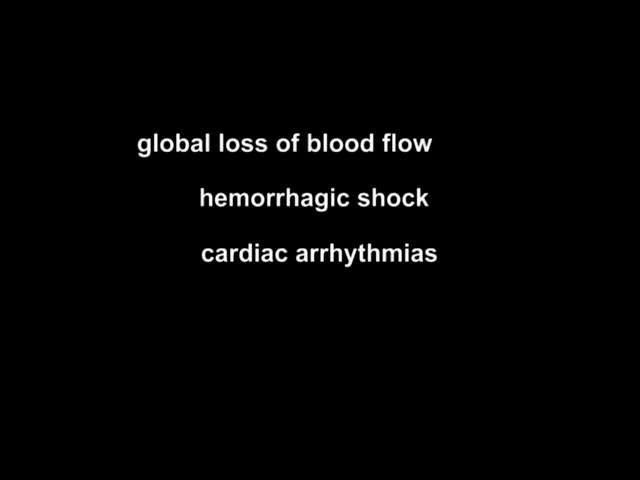 global loss of blood flow
hemorrhagic shock
cardiac arrhythmias